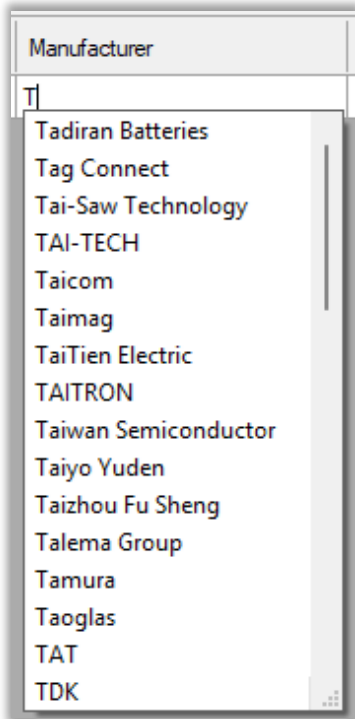 Manufacturer
T
Tadiran Batteries
Tag Connect
Tai-Saw Technology
TAI-TECH
Taicom
Taimag
TaiTien Electric
TAITRON
Taiwan Semiconductor
Taiyo Yuden
Taizhou Fu Sheng
Talema Group
Tamura
Taoglas
TAT
TDK